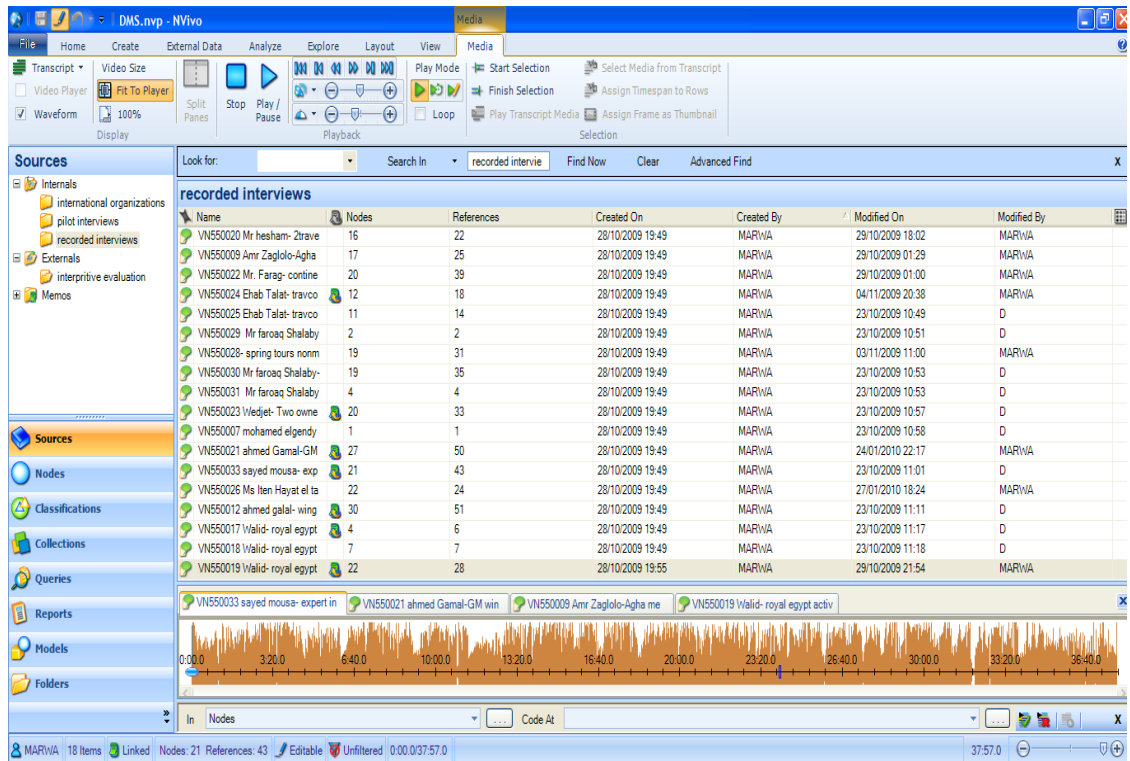 DMS.nvp - NVivo Media
File Home Create External Data Analyze Explore Layout View Media
Transcript Video Size Play Mode Start Selection Select Media from Transcript
Video Player Fit To Player Split Panes Stop Play / Pause Finish Selection Assign Timespan to Rows
Waveform 100% Loop Play Transcript Media Assign Frame as Thumbnail
Display Playback Selection
Sources
Internals
international organizations
pilot interviews
recorded interviews
Externals
interpritive evaluation
Memos
Sources
Nodes
Classifications
Collections
Queries
Reports
Models
Folders
Look for: Search In recorded intervie Find Now Clear Advanced Find X
recorded interviews
Name Nodes References Created On Created By Modified On Modified By
VN550020 Mr hesham- 2trave 16 22 28/10/2009 19:49 MARWA 29/10/2009 18:02 MARWA
VN550009 Amr Zaglolo-Agha 17 25 28/10/2009 19:49 MARWA 29/10/2009 01:29 MARWA
VN550022 Mr. Farag- contine 20 39 28/10/2009 19:49 MARWA 29/10/2009 01:00 MARWA
VN550024 Ehab Talat- travco 12 18 28/10/2009 19:49 MARWA 04/11/2009 20:38 MARWA
VN550025 Ehab Talat- travco 11 14 28/10/2009 19:49 MARWA 23/10/2009 10:49 D
VN550029 Mr faroaq Shalaby 2 2 28/10/2009 19:49 MARWA 23/10/2009 10:51 D
VN550028- spring tours nonm 19 31 28/10/2009 19:49 MARWA 03/11/2009 11:00 MARWA
VN550030 Mr faroaq Shalaby- 19 35 28/10/2009 19:49 MARWA 23/10/2009 10:53 D
VN550031 Mr faroaq Shalaby 4 4 28/10/2009 19:49 MARWA 23/10/2009 10:53 D
VN550023 Wedjet- Two owne 20 33 28/10/2009 19:49 MARWA 23/10/2009 10:57 D
VN550007 mohamed elgendy 1 1 28/10/2009 19:49 MARWA 23/10/2009 10:58 D
VN550021 ahmed Gamal-GM 27 50 28/10/2009 19:49 MARWA 24/01/2010 22:17 MARWA
VN550033 sayed mousa- exp 21 43 28/10/2009 19:49 MARWA 23/10/2009 11:01 D
VN550026 Ms Iten Hayat el ta 22 24 28/10/2009 19:49 MARWA 27/01/2010 18:24 MARWA
VN550012 ahmed galal- wing 30 51 28/10/2009 19:49 MARWA 23/10/2009 11:11 D
VN550017 Walid- royal egypt 4 6 28/10/2009 19:49 MARWA 23/10/2009 11:17 D
VN550018 Walid- royal egypt 7 7 28/10/2009 19:49 MARWA 23/10/2009 11:18 D
VN550019 Walid- royal egypt 22 28 28/10/2009 19:55 MARWA 29/10/2009 21:54 MARWA
VN550033 sayed mousa- expert in VN550021 ahmed Gamal-GM win VN550009 Amr Zaglolo-Agha me VN550019 Walid- royal egypt activ
0:00.0 3:20.0 6:40.0 10:00.0 13:20.0 16:40.0 20:00.0 23:20.0 26:40.0 30:00.0 33:20.0 36:40.0
In Nodes ... Code At ... X
MARWA 18 Items Linked Nodes: 21 References: 43 Editable Unfiltered 0:00.0/37:57.0 37:57.0